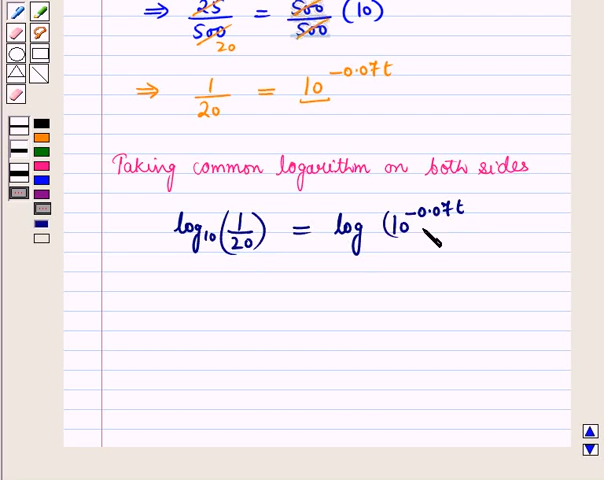 ⇒ 25/500 20 = 500/500 (10)
⇒ 1/20 = 10^-0.07t
Taking common logarithm on both sides
log₁₀(1/20) = log (10^-0.07t